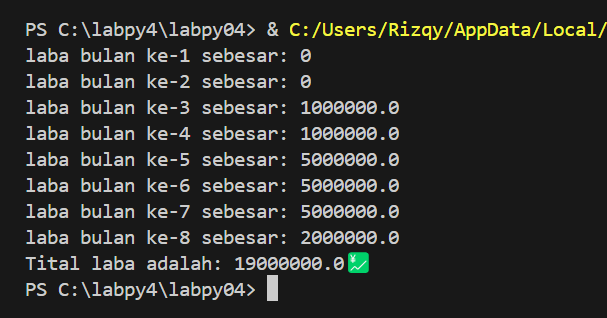 PS C:\labpy4\labpy04> & C:/Users/Rizqy/AppData/Local/
laba bulan ke-1 sebesar: 0
laba bulan ke-2 sebesar: 0
laba bulan ke-3 sebesar: 1000000.0
laba bulan ke-4 sebesar: 1000000.0
laba bulan ke-5 sebesar: 5000000.0
laba bulan ke-6 sebesar: 5000000.0
laba bulan ke-7 sebesar: 5000000.0
laba bulan ke-8 sebesar: 2000000.0
Tital laba adalah: 19000000.0💹
PS C:\labpy4\labpy04>